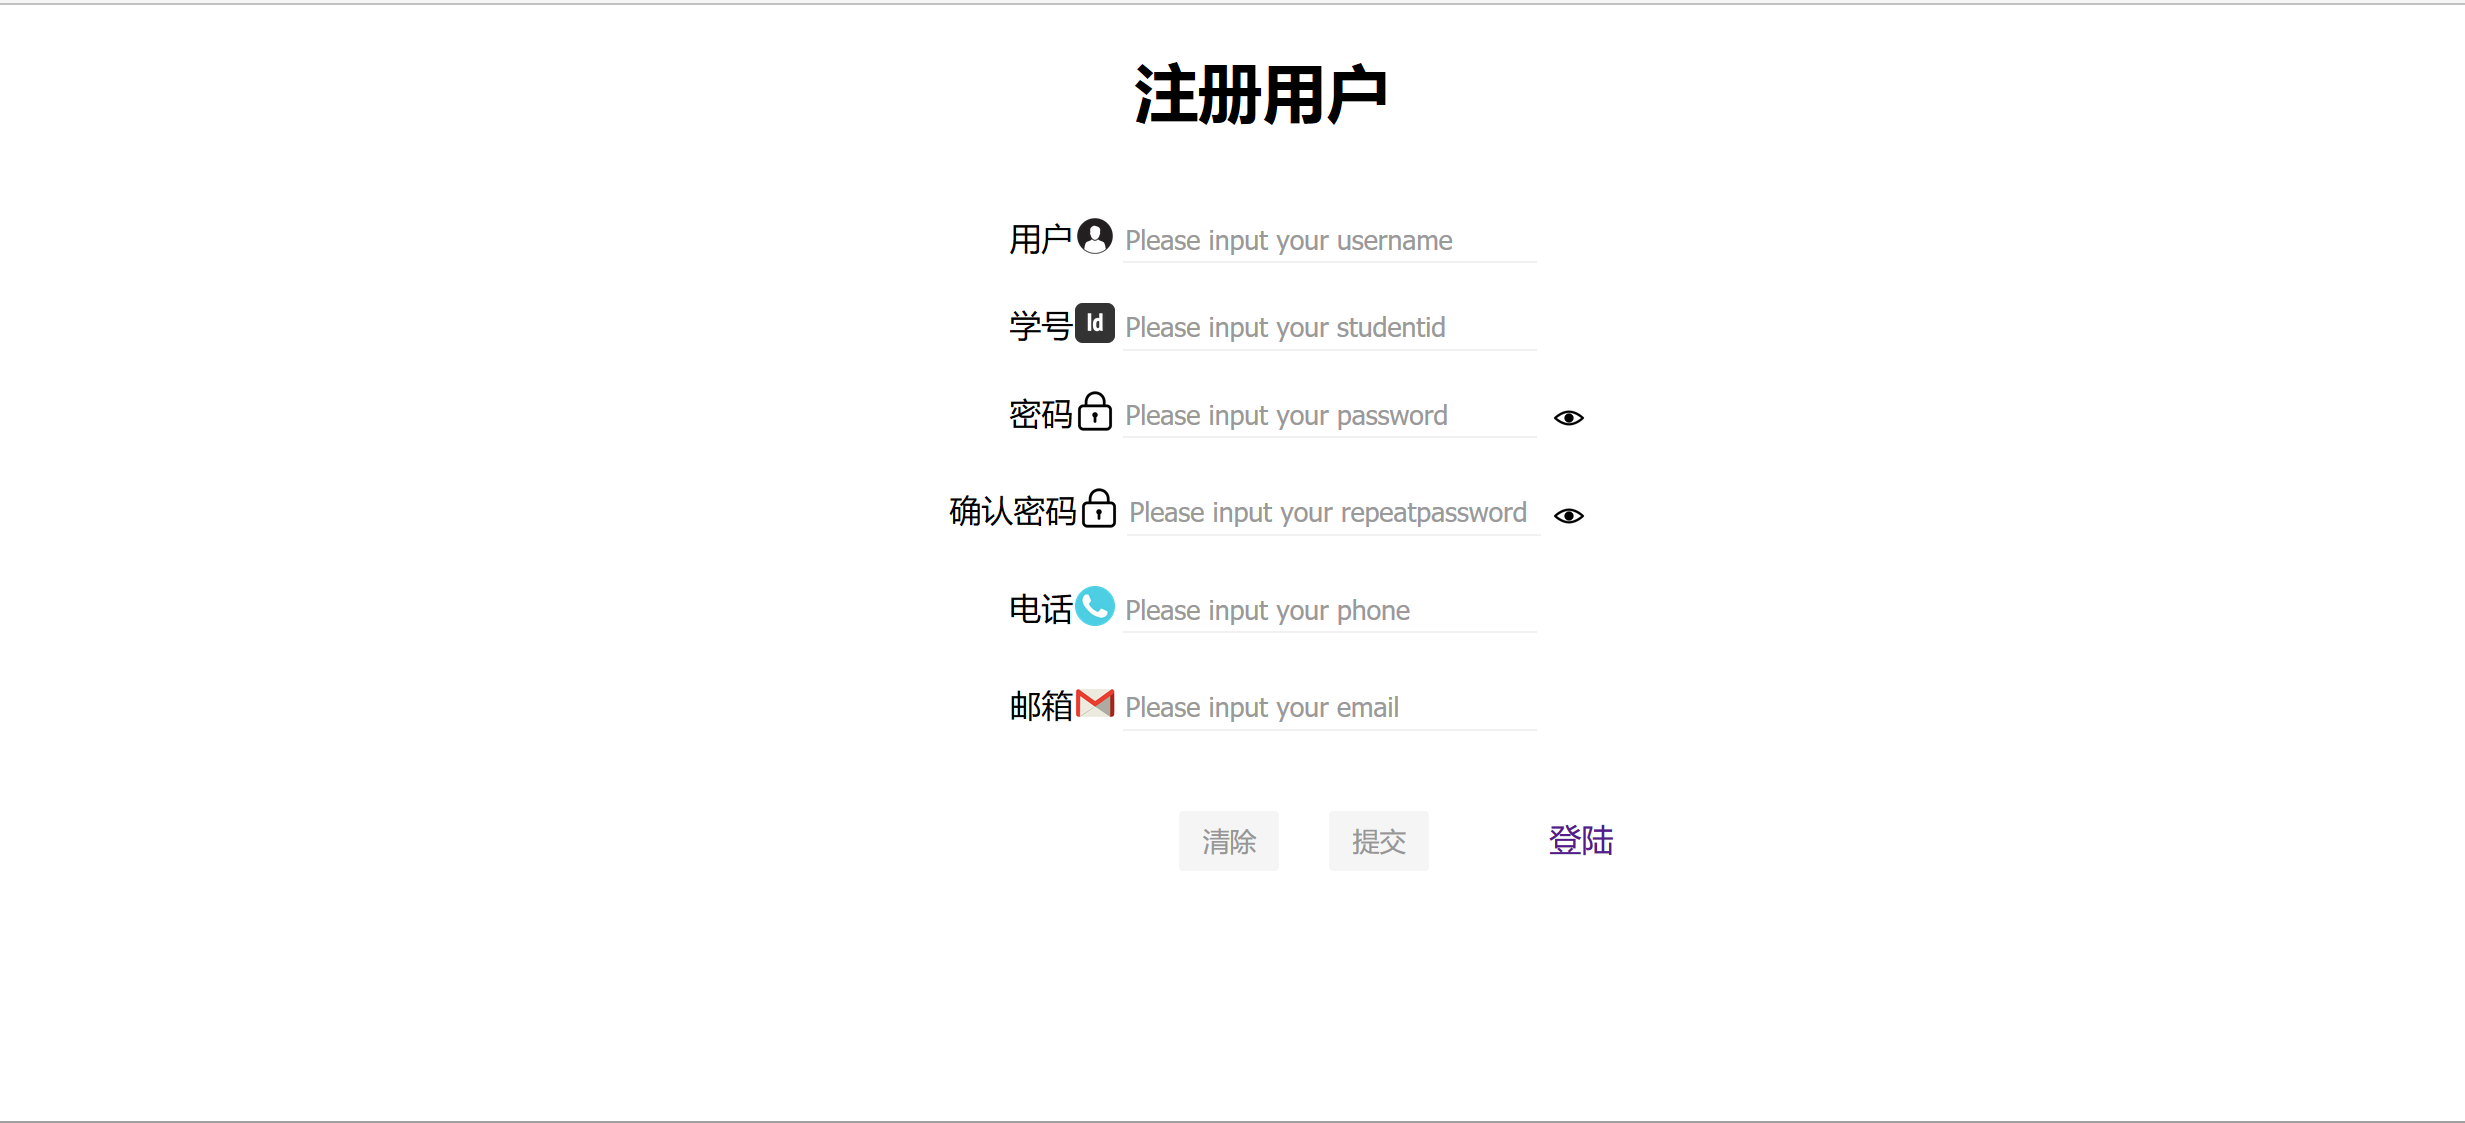 注册用户
用户 Please input your username
学号 Id Please input your studentid
密码 Please input your password
确认密码 Please input your repeatpassword
电话 Please input your phone
邮箱 Please input your email
清除 提交 登陆